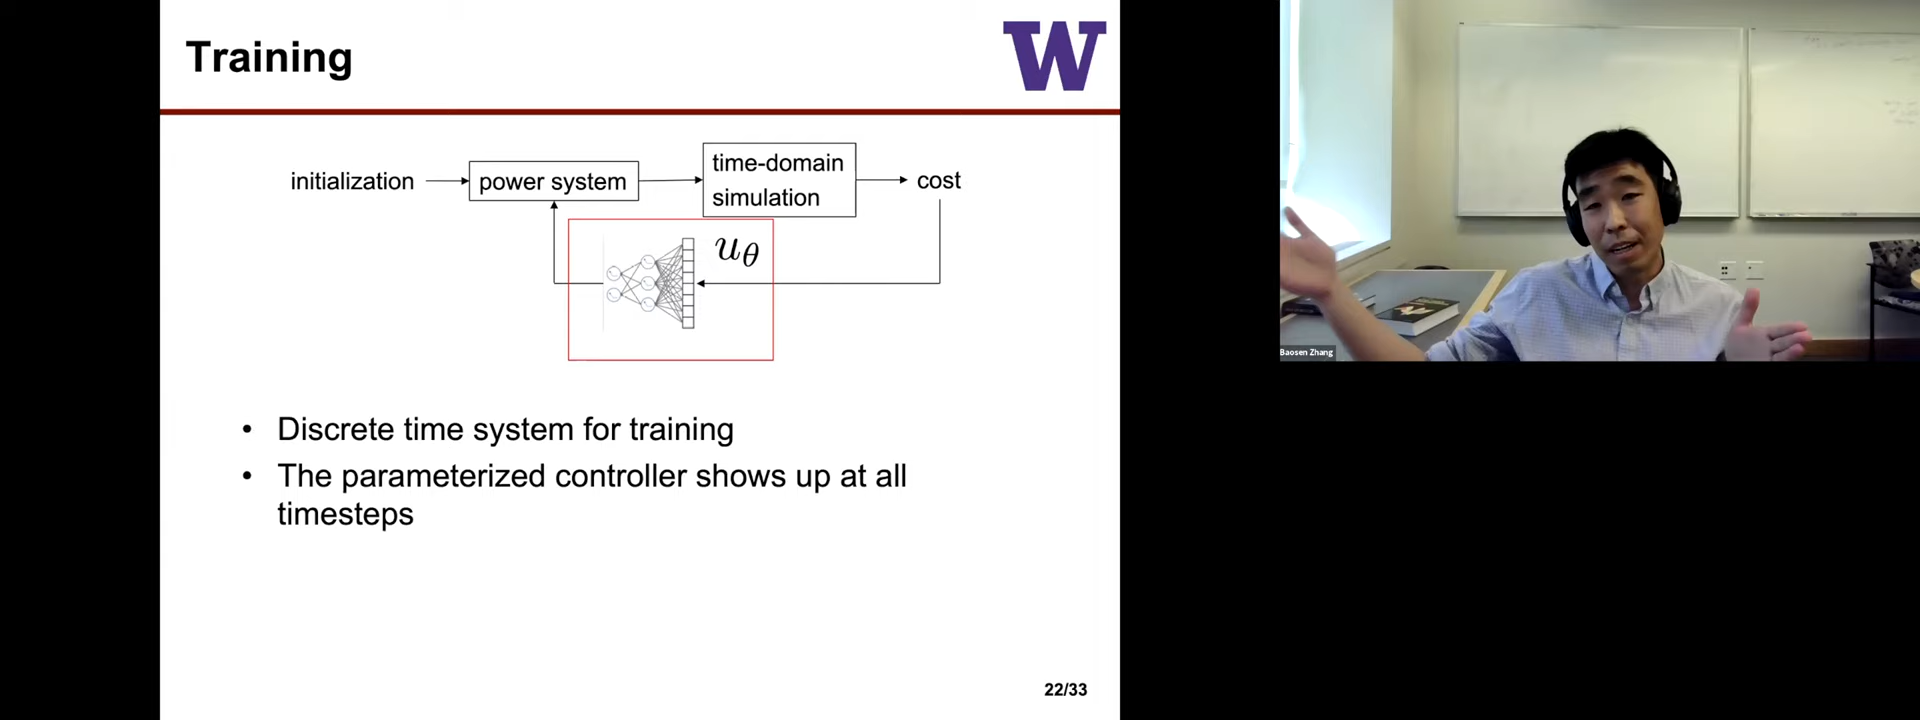 Training
W
initialization
power system
time-domain
simulation
cost
uθ
• Discrete time system for training
• The parameterized controller shows up at all
timesteps
22/33
Baosen Zhang